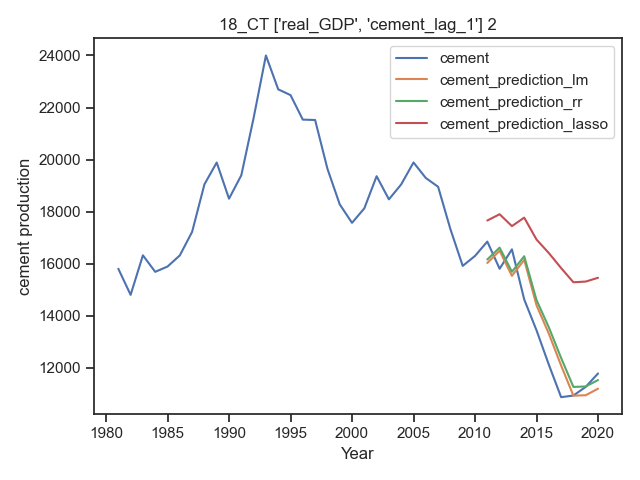 18_CT ['real_GDP', 'cement_lag_1'] 2
cement
cement_prediction_lm
cement_prediction_rr
cement_prediction_lasso
cement production
24000
22000
20000
18000
16000
14000
12000
1980 1985 1990 1995 2000 2005 2010 2015 2020
Year